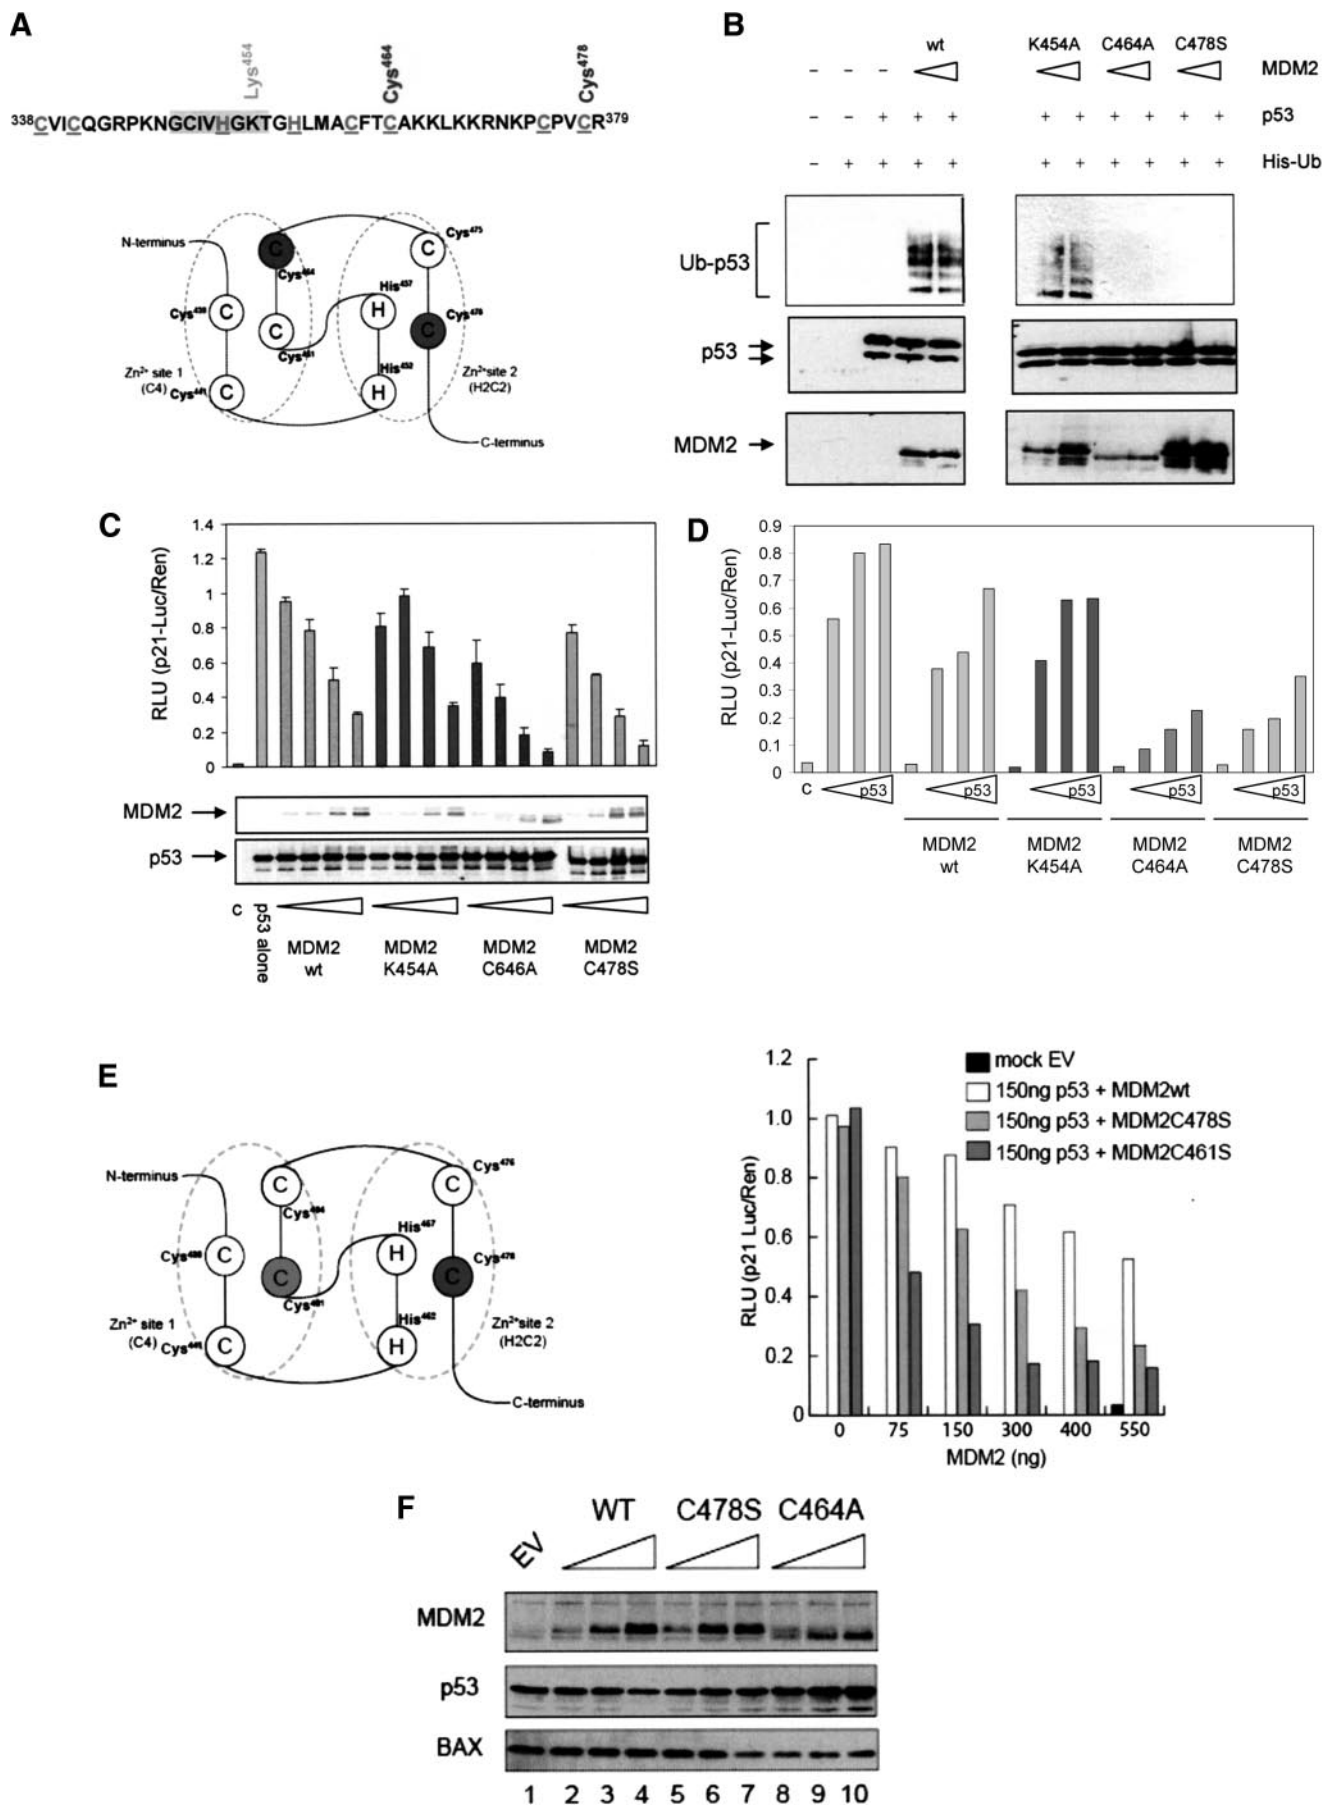 A
Lys454
Cys464
Cys478
338CVICQGRPKNGCIVHGKTGHLMACFTCAKKLKKRNKPCPVCR379
N-terminus
C
Cys464
C
Cys475
His457
H
Cys438
C
C
Cys461
C
Cys478
Zn2+ site 1
(C4)
Cys441
C
His452
H
Zn2+ site 2
(H2C2)
C-terminus
B
wt
K454A C464A C478S
MDM2
- - -
- - + + + + + + + + + p53
- + + + + + + + + + + His-Ub
Ub-p53
p53
MDM2
C
RLU (p21-Luc/Ren)
1.4
1.2
1
0.8
0.6
0.4
0.2
0
MDM2
p53
C
p53 alone
MDM2 MDM2 MDM2 MDM2
wt K454A C646A C478S
D
RLU (p21-Luc/Ren)
0.9
0.8
0.7
0.6
0.5
0.4
0.3
0.2
0.1
0
C p53 p53 p53 p53 p53
MDM2 MDM2 MDM2 MDM2
wt K454A C464A C478S
E
N-terminus
C
C
Cys476
C
H
C
C
Cys478
Zn2+ site 1
(C4)
C
H
Zn2+ site 2
(H2C2)
C-terminus
RLU (p21 Luc/Ren)
1.2
1.0
0.8
0.6
0.4
0.2
0
mock EV
150ng p53 + MDM2wt
150ng p53 + MDM2C478S
150ng p53 + MDM2C461S
0 75 150 300 400 550
MDM2 (ng)
F
EV
WT C478S C464A
MDM2
p53
BAX
1 2 3 4 5 6 7 8 9 10